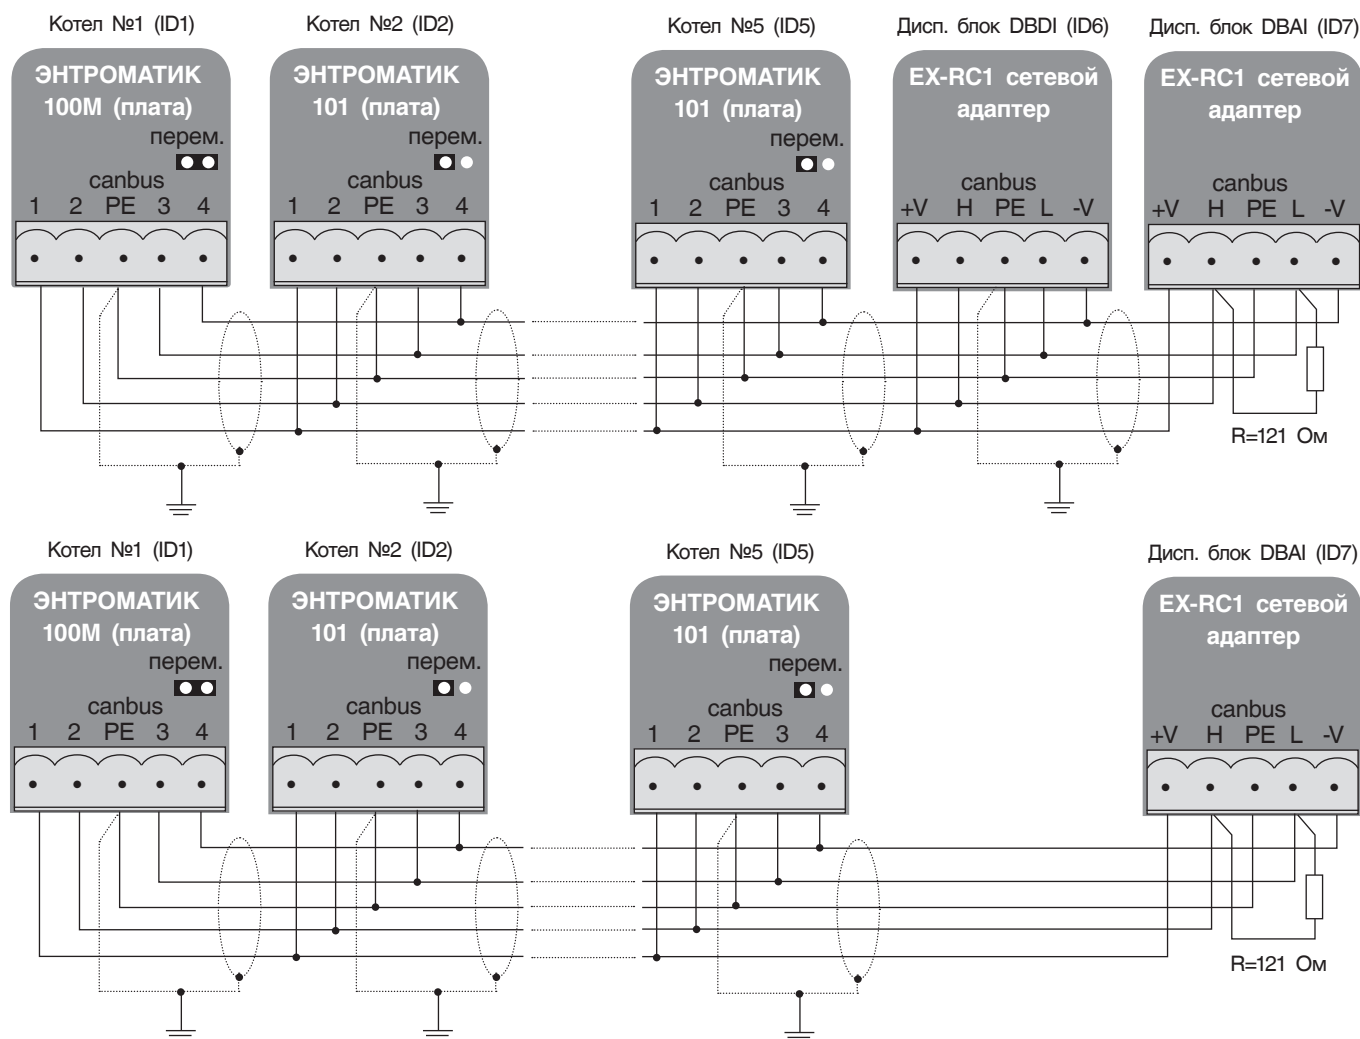 Котел №1 (ID1)
Котел №2 (ID2)
Котел №5 (ID5)
Дисп. блок DBDI (ID6)
Дисп. блок DBAI (ID7)
ЭНТРОМАТИК
100М (плата)
перем.
canbus
1 2 PE 3 4
ЭНТРОМАТИК
101 (плата)
перем.
canbus
1 2 PE 3 4
ЭНТРОМАТИК
101 (плата)
перем.
canbus
1 2 PE 3 4
EX-RC1 сетевой
адаптер
canbus
+V H PE L -V
EX-RC1 сетевой
адаптер
canbus
+V H PE L -V
R=121 Ом
Котел №1 (ID1)
Котел №2 (ID2)
Котел №5 (ID5)
Дисп. блок DBAI (ID7)
ЭНТРОМАТИК
100М (плата)
перем.
canbus
1 2 PE 3 4
ЭНТРОМАТИК
101 (плата)
перем.
canbus
1 2 PE 3 4
ЭНТРОМАТИК
101 (плата)
перем.
canbus
1 2 PE 3 4
EX-RC1 сетевой
адаптер
canbus
+V H PE L -V
R=121 Ом